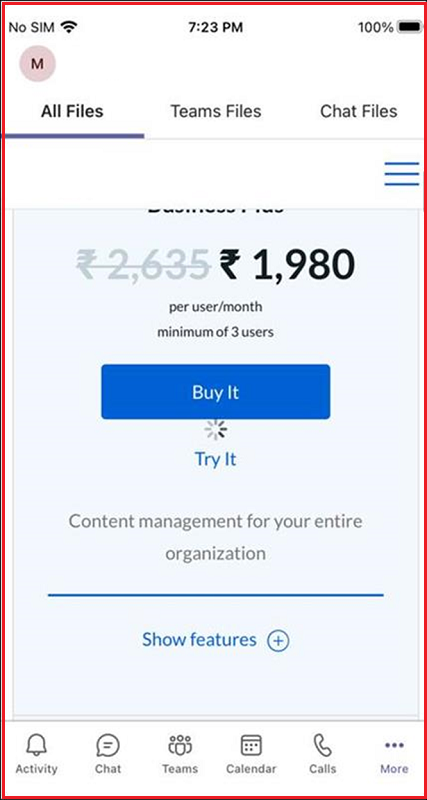 No SIM 7:23 PM 100%
M
All Files Teams Files Chat Files
Business Plus
₹ 2,635 ₹ 1,980
per user/month
minimum of 3 users
Buy It
Try It
Content management for your entire
organization
Show features
Activity Chat Teams Calendar Calls More